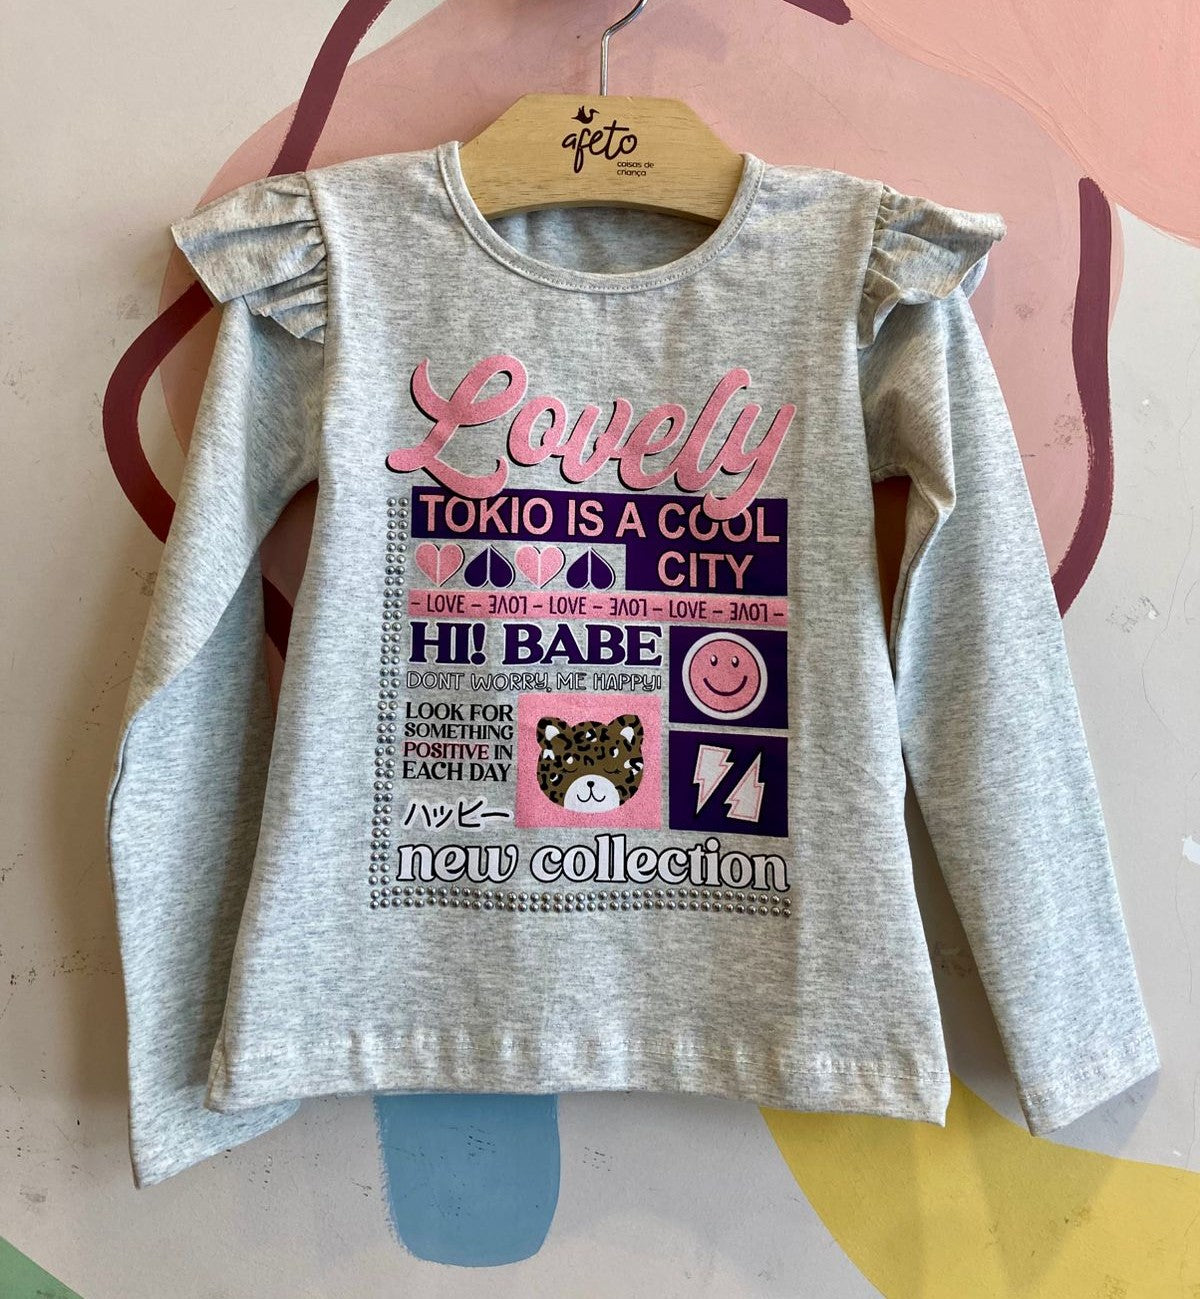 afeto
coisas de
criança
Lovely
TOKIO IS A COOL
CITY
- LOVE - LOVE - LOVE - LOVE - LOVE - LOVE -
HI! BABE
DONT WORRY, ME HAPPY!
LOOK FOR
SOMETHING
POSITIVE IN
EACH DAY
ハッピー
new collection